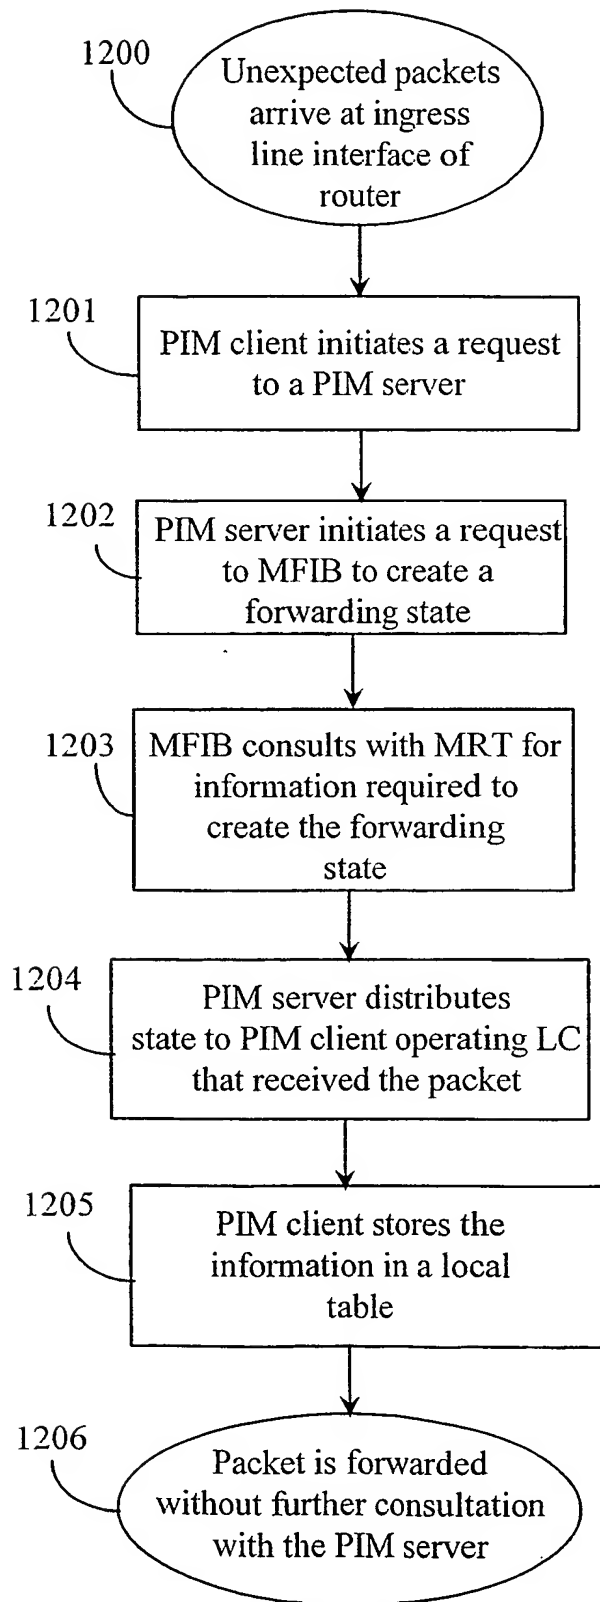 1200
Unexpected packets
arrive at ingress
line interface of
router
1201
PIM client initiates a request
to a PIM server
1202
PIM server initiates a request
to MFIB to create a
forwarding state
1203
MFIB consults with MRT for
information required to
create the forwarding
state
1204
PIM server distributes
state to PIM client operating LC
that received the packet
1205
PIM client stores the
information in a local
table
1206
Packet is forwarded
without further consultation
with the PIM server